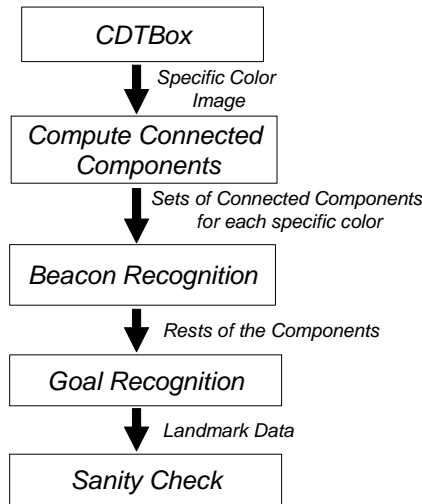 CDTBox
Specific Color
Image
Compute Connected
Components
Sets of Connected Components
for each specific color
Beacon Recognition
Rests of the Components
Goal Recognition
Landmark Data
Sanity Check